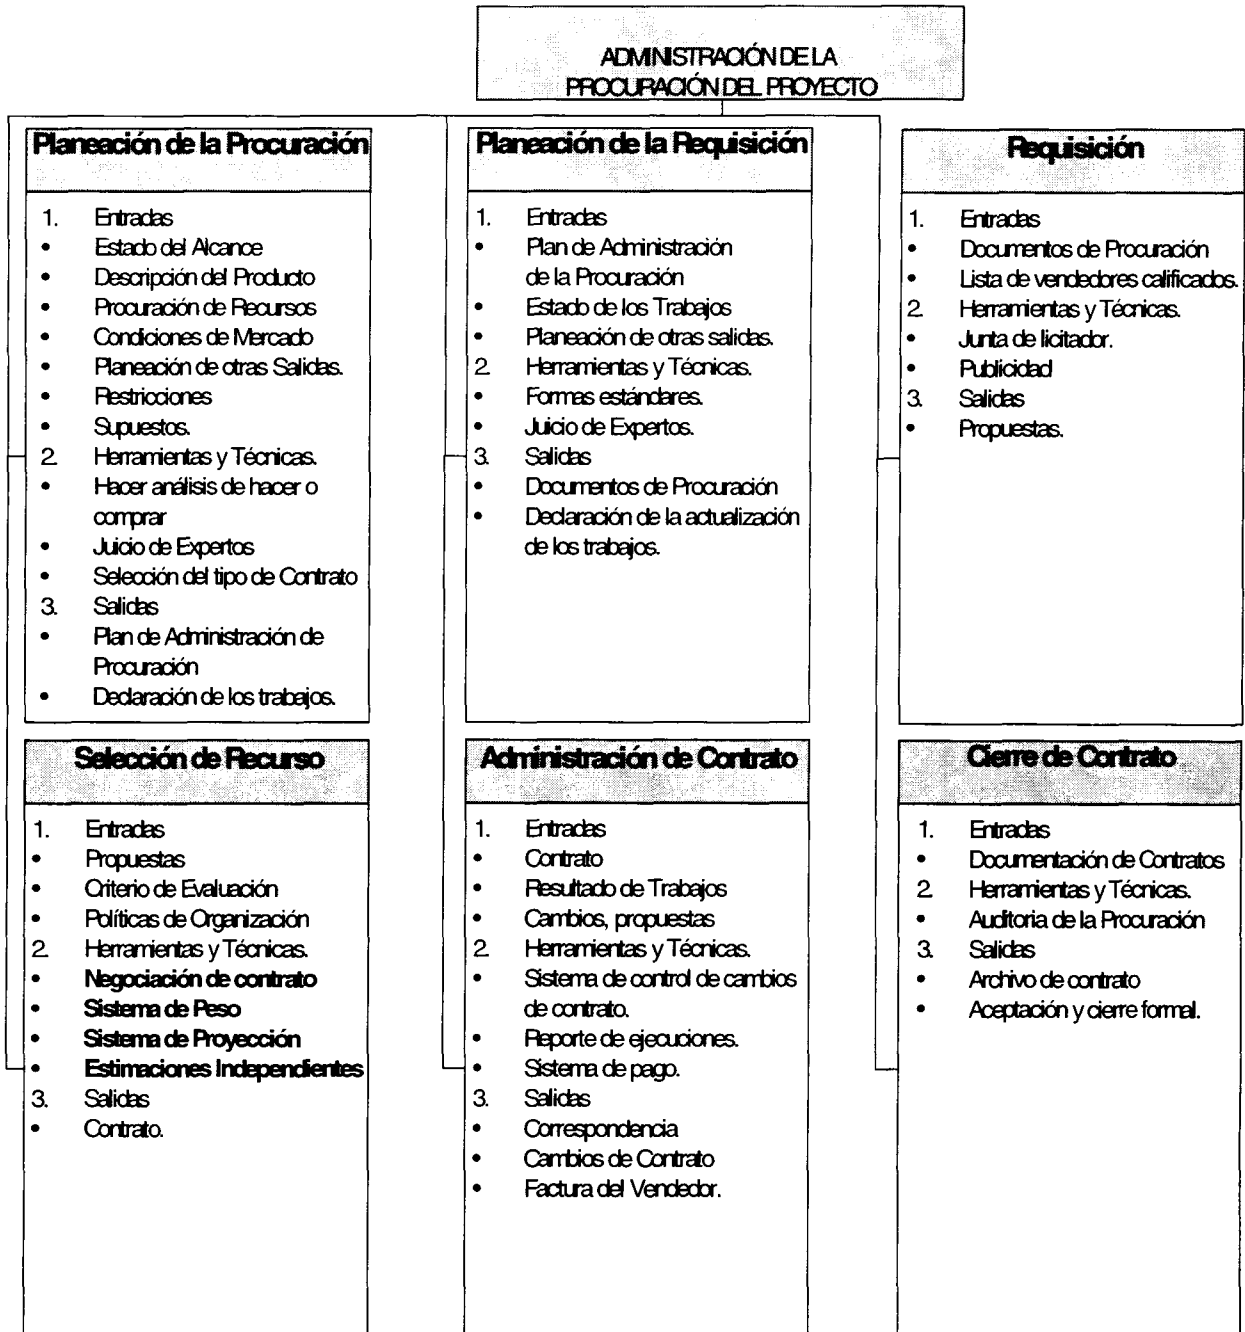 ADMINISTRACIÓN DE LA
PROCURACIÓN DEL PROYECTO
Planeación de la Procuración
1. Entradas
• Estado del Alcance
• Descripción del Producto
• Procuración de Recursos
• Condiciones de Mercado
• Planeación de otras Salidas.
• Restricciones
• Supuestos.
2. Herramientas y Técnicas.
• Hacer análisis de hacer o
comprar
• Juicio de Expertos
• Selección del tipo de Contrato
3. Salidas
• Plan de Administración de
Procuración
• Declaración de los trabajos.
Planeación de la Requisición
1. Entradas
• Plan de Administración
de la Procuración
• Estado de los Trabajos
• Planeación de otras salidas.
2. Herramientas y Técnicas.
• Formas estándares.
• Juicio de Expertos.
3. Salidas
• Documentos de Procuración
• Declaración de la actualización
de los trabajos.
Requisición
1. Entradas
• Documentos de Procuración
• Lista de vendedores calificados.
2. Herramientas y Técnicas.
• Junta de licitador.
• Publicidad
3. Salidas
• Propuestas.
Selección de Recurso
1. Entradas
• Propuestas
• Criterio de Evaluación
• Políticas de Organización
2. Herramientas y Técnicas.
• Negociación de contrato
• Sistema de Peso
• Sistema de Proyección
• Estimaciones Independientes
3. Salidas
• Contrato.
Administración de Contrato
1. Entradas
• Contrato
• Resultado de Trabajos
• Cambios, propuestas
2. Herramientas y Técnicas.
• Sistema de control de cambios
de contrato.
• Reporte de ejecuciones.
• Sistema de pago.
3. Salidas
• Correspondencia
• Cambios de Contrato
• Factura del Vendedor.
Cierre de Contrato
1. Entradas
• Documentación de Contratos
2. Herramientas y Técnicas.
• Auditoria de la Procuración
3. Salidas
• Archivo de contrato
• Aceptación y cierre formal.